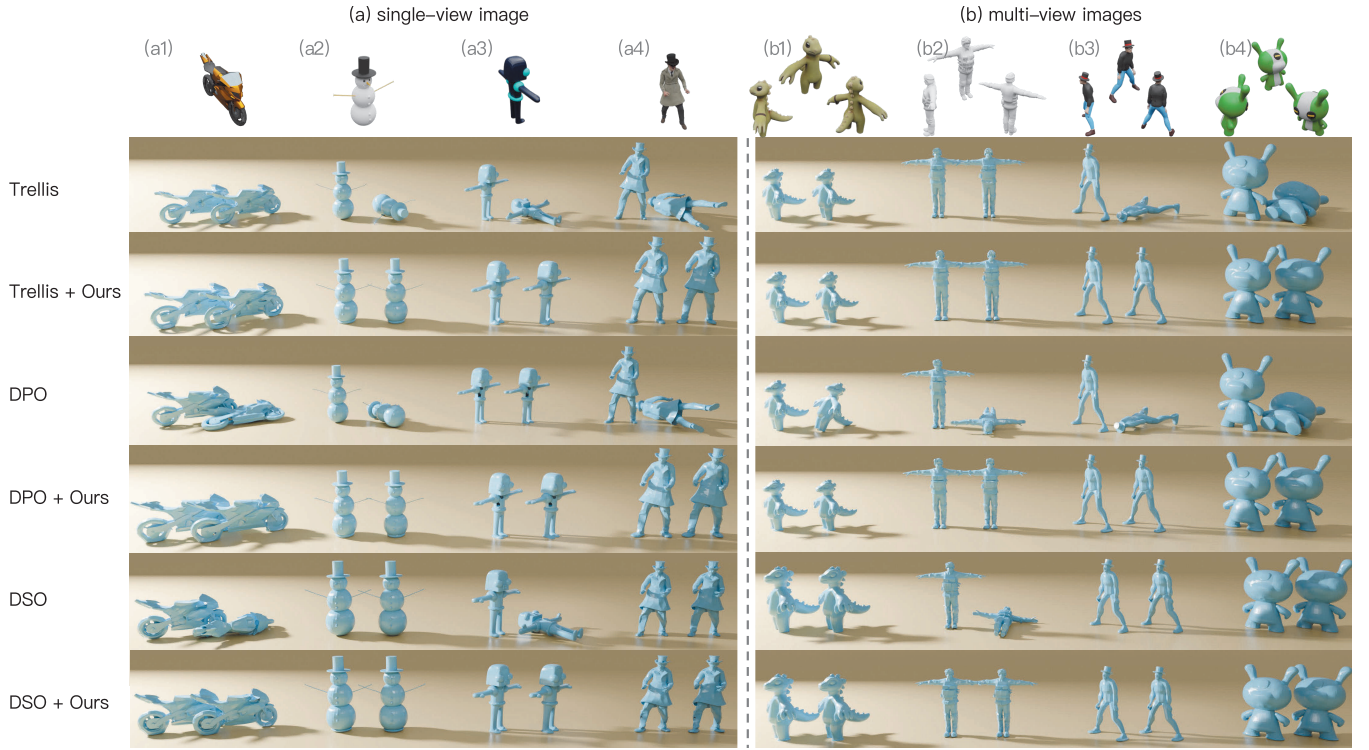 (a) single-view image
(b) multi-view images
(a1)
(a2)
(a3)
(a4)
(b1)
(b2)
(b3)
(b4)
Trellis
Trellis + Ours
DPO
DPO + Ours
DSO
DSO + Ours